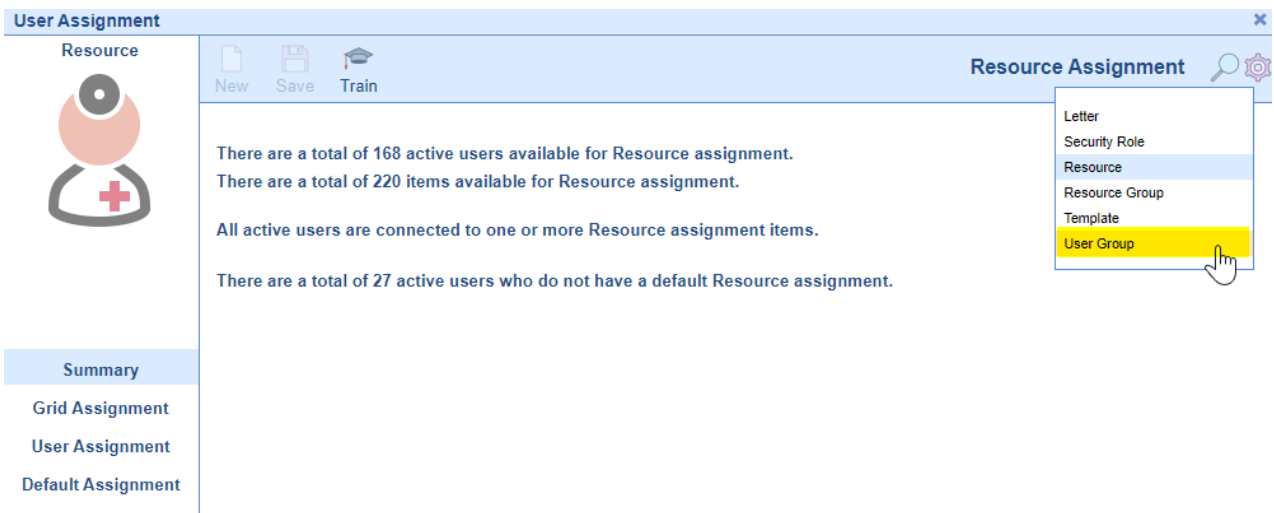 User Assignment
Resource
New
Save
Train
Resource Assignment
Letter
Security Role
Resource
Resource Group
Template
User Group
There are a total of 168 active users available for Resource assignment.
There are a total of 220 items available for Resource assignment.
All active users are connected to one or more Resource assignment items.
There are a total of 27 active users who do not have a default Resource assignment.
Summary
Grid Assignment
User Assignment
Default Assignment